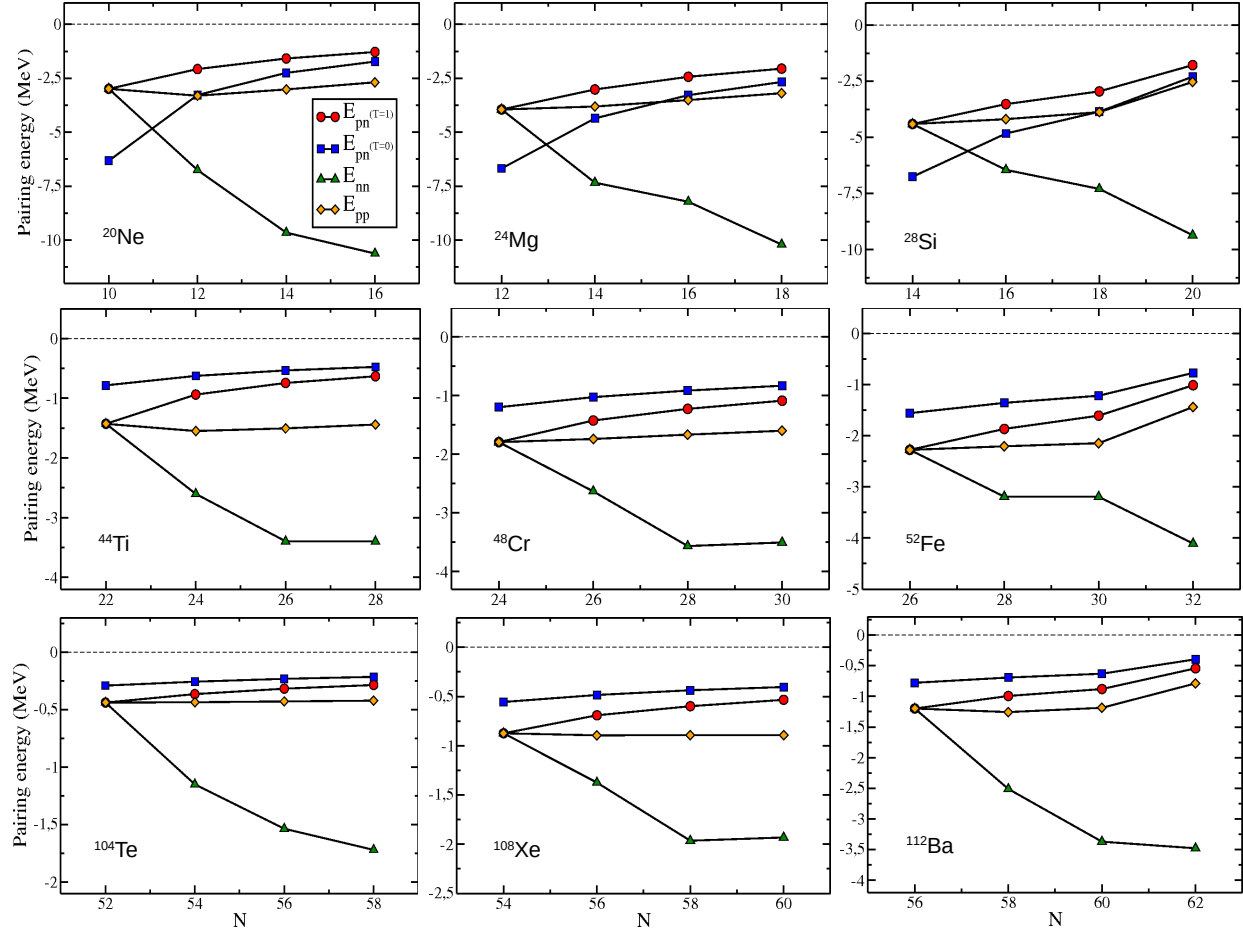 Pairing energy (MeV)
0
-2,5
-5
-7,5
-10
10 12 14 16
20Ne
Epn(T=1)
Epn(T=0)
Enn
Epp
0
-2,5
-5
-7,5
-10
12 14 16 18
24Mg
0
-2,5
-5
-7,5
-10
14 16 18 20
28Si
Pairing energy (MeV)
0
-1
-2
-3
-4
22 24 26 28
44Ti
0
-1
-2
-3
-4
24 26 28 30
48Cr
0
-1
-2
-3
-4
-5
26 28 30 32
52Fe
Pairing energy (MeV)
0
-0,5
-1
-1,5
-2
52 54 56 58
104Te
N
0
-0,5
-1
-1,5
-2
-2,5
54 56 58 60
108Xe
0
-0,5
-1
-1,5
-2
-2,5
-3
-3,5
-4
56 58 60 62
112Ba
N